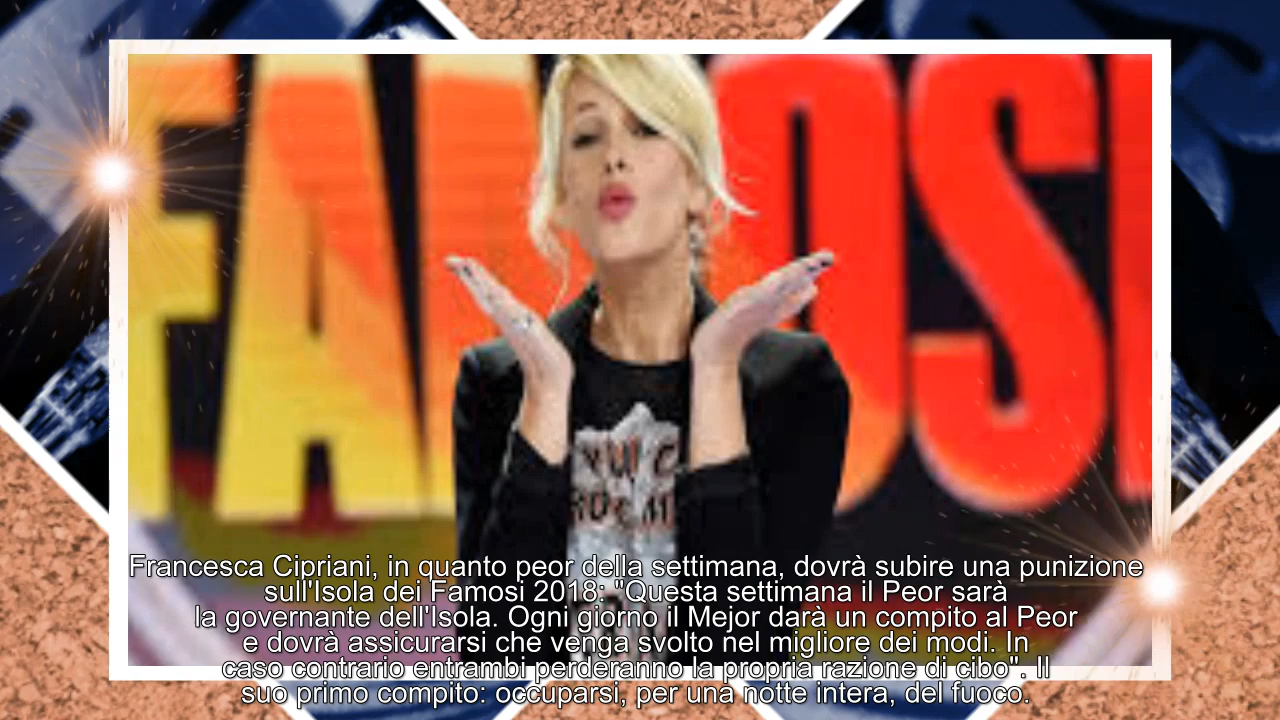 FAMOSI
Francesca Cipriani, in quanto peor della settimana, dovrà subire una punizione
sull'Isola dei Famosi 2018: "Questa settimana il Peor sarà
la governante dell'Isola. Ogni giorno il Mejor darà un compito al Peor
e dovrà assicurarsi che venga svolto nel migliore dei modi. In
caso contrario entrambi perderanno la propria razione di cibo". Il
suo primo compito: occuparsi, per una notte intera, del fuoco.